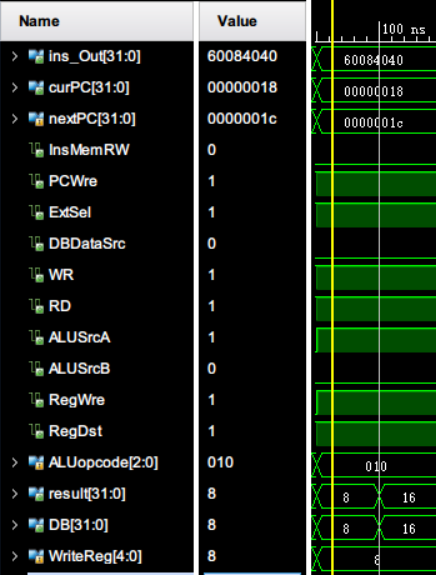 Name Value
100 ns
ins_Out[31:0] 60084040 60084040
curPC[31:0] 00000018 00000018
nextPC[31:0] 0000001c 0000001c
InsMemRW 0
PCWre 1
ExtSel 1
DBDataSrc 0
WR 1
RD 1
ALUSrcA 1
ALUSrcB 0
RegWre 1
RegDst 1
ALUopcode[2:0] 010 010
result[31:0] 8 8 16
DB[31:0] 8 8 16
WriteReg[4:0] 8 8